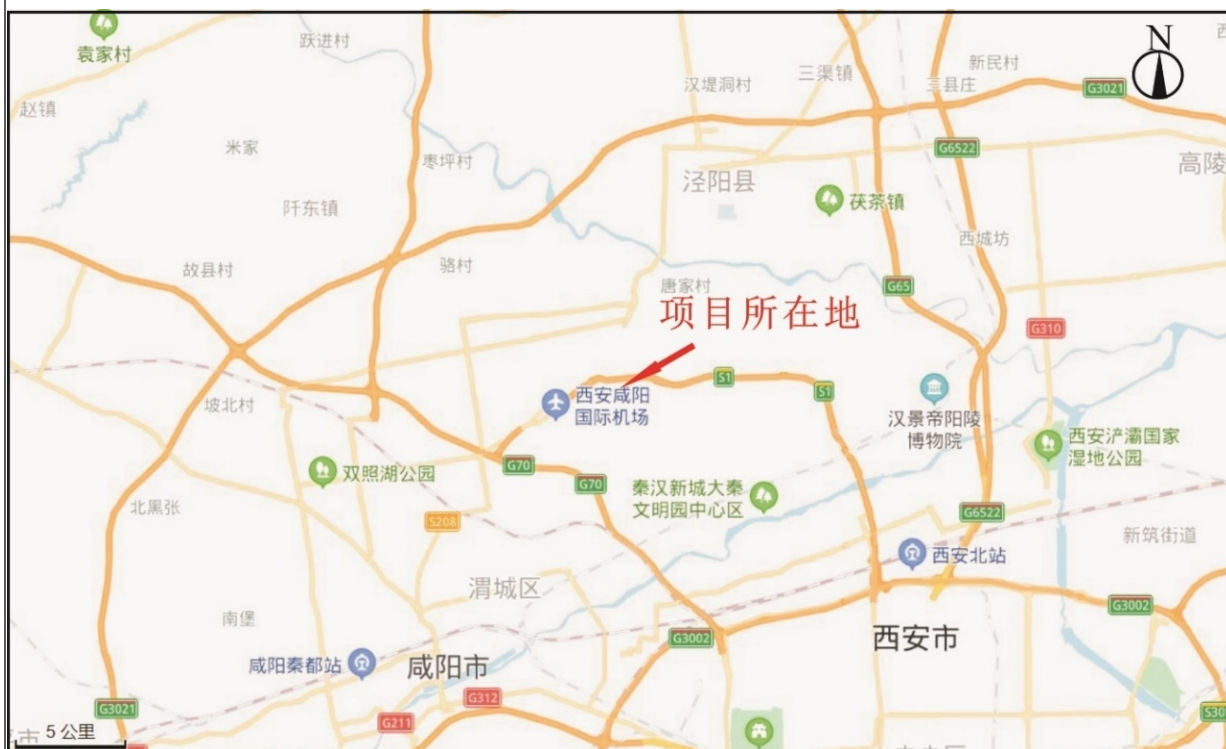 N
袁家村
跃进村
汉堤洞村
三渠镇
新民村
三县庄
西
G3021
赵镇
米家
枣坪村
G6522
泾阳县
高陵
阡东镇
茯茶镇
西城坊
故县村
骆村
唐家村
G65
项目所在地
G310
西安咸阳
国际机场
S1
S1
汉景帝阳陵
博物院
坡北村
西安浐灞国家
湿地公园
双照湖公园
G70
G70
秦汉新城大秦
文明园中心区
北黑张
S208
G6522
新筑街道
西安北站
渭城区
G3002
南堡
G3002
西安市
咸阳秦都站
咸阳市
G3021
G312
G211
S30
5 公里
市